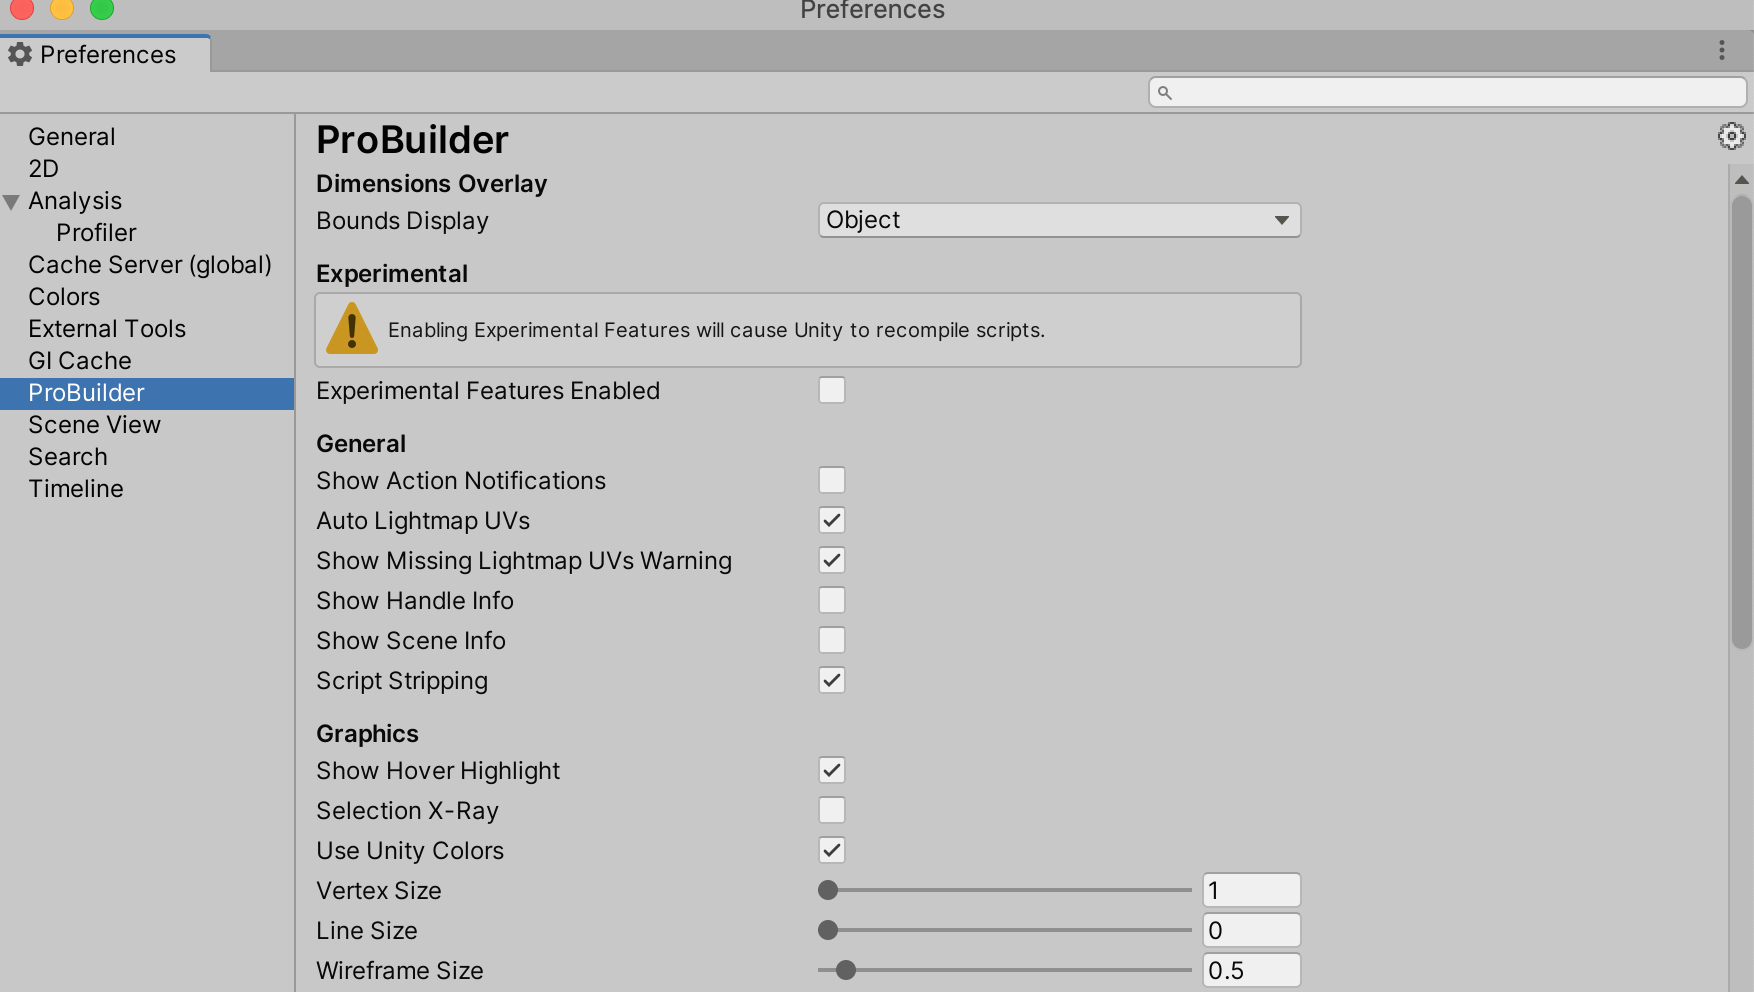 Preferences
Preferences
General
2D
Analysis
Profiler
Cache Server (global)
Colors
External Tools
GI Cache
ProBuilder
Scene View
Search
Timeline
ProBuilder
Dimensions Overlay
Bounds Display Object
Experimental
Enabling Experimental Features will cause Unity to recompile scripts.
Experimental Features Enabled
General
Show Action Notifications
Auto Lightmap UVs
Show Missing Lightmap UVs Warning
Show Handle Info
Show Scene Info
Script Stripping
Graphics
Show Hover Highlight
Selection X-Ray
Use Unity Colors
Vertex Size 1
Line Size 0
Wireframe Size 0.5